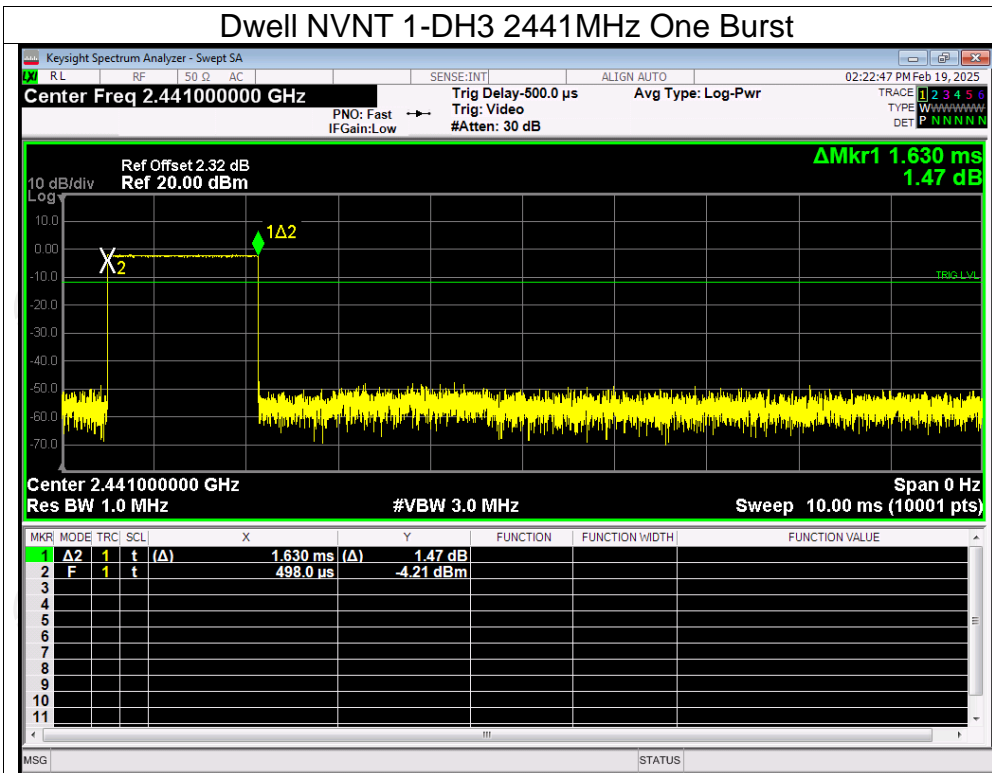 Dwell NVNT 1-DH3 2441MHz One Burst
Keysight Spectrum Analyzer - Swept SA
LXI RL RF 50 Ω AC SENSE:INT ALIGN AUTO 02:22:47 PM Feb 19, 2025
Center Freq 2.441000000 GHz
Trig Delay-500.0 µs Avg Type: Log-Pwr
TRACE 1 2 3 4 5 6
PNO: Fast Trig: Video
TYPE WWWWWWW
IFGain:Low #Atten: 30 dB
DET P N N N N N
ΔMkr1 1.630 ms
1.47 dB
Ref Offset 2.32 dB
10 dB/div Ref 20.00 dBm
Log
10.0
0.00
-10.0
-20.0
-30.0
-40.0
-50.0
-60.0
-70.0
1Δ2
2
TRIG LVL
Center 2.441000000 GHz Span 0 Hz
Res BW 1.0 MHz #VBW 3.0 MHz Sweep 10.00 ms (10001 pts)
MKR MODE TRC SCL X Y FUNCTION FUNCTION WIDTH FUNCTION VALUE
1 Δ2 1 t (Δ) 1.630 ms (Δ) 1.47 dB
2 F 1 t 498.0 µs -4.21 dBm
3
4
5
6
7
8
9
10
11
MSG STATUS